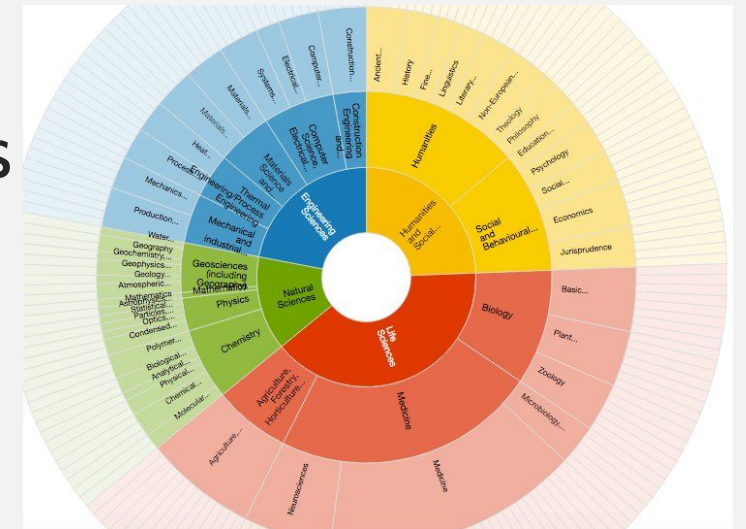 S
Humanities
and
Social...
Humanities
Social
and
Behavioural...
Ancient...
History
Fine...
Linguistics
Literary...
Non-European...
Theology
Philosophy
Education...
Psychology
Social...
Economics
Jurisprudence
Life
Sciences
Biology
Basic...
Plant...
Zoology
Microbiology,...
Medicine
Medicine
Neurosciences
Agriculture,
Forestry,
Horticulture...
Agriculture,...
Natural
Sciences
Chemistry
Molecular...
Chemical...
Physical...
Analytical...
Biological...
Polymer...
Physics
Condensed...
Optics,...
Particles,...
Statistical...
Astrophysics...
Mathematics
Mathematics
Geosciences
(including
Geography)
Atmospheric...
Geology...
Geophysics...
Geochemistry,...
Geography
Water...
Engineering
Sciences
Mechanical
and
industrial...
Production...
Mechanics...
Thermal
Engineering/Process
Engineering
Process...
Heat...
Materials
Science
and...
Materials...
Materials...
Computer
Science,
Electrical...
Systems...
Electrical...
Computer...
Construction
Engineering
and...
Construction...